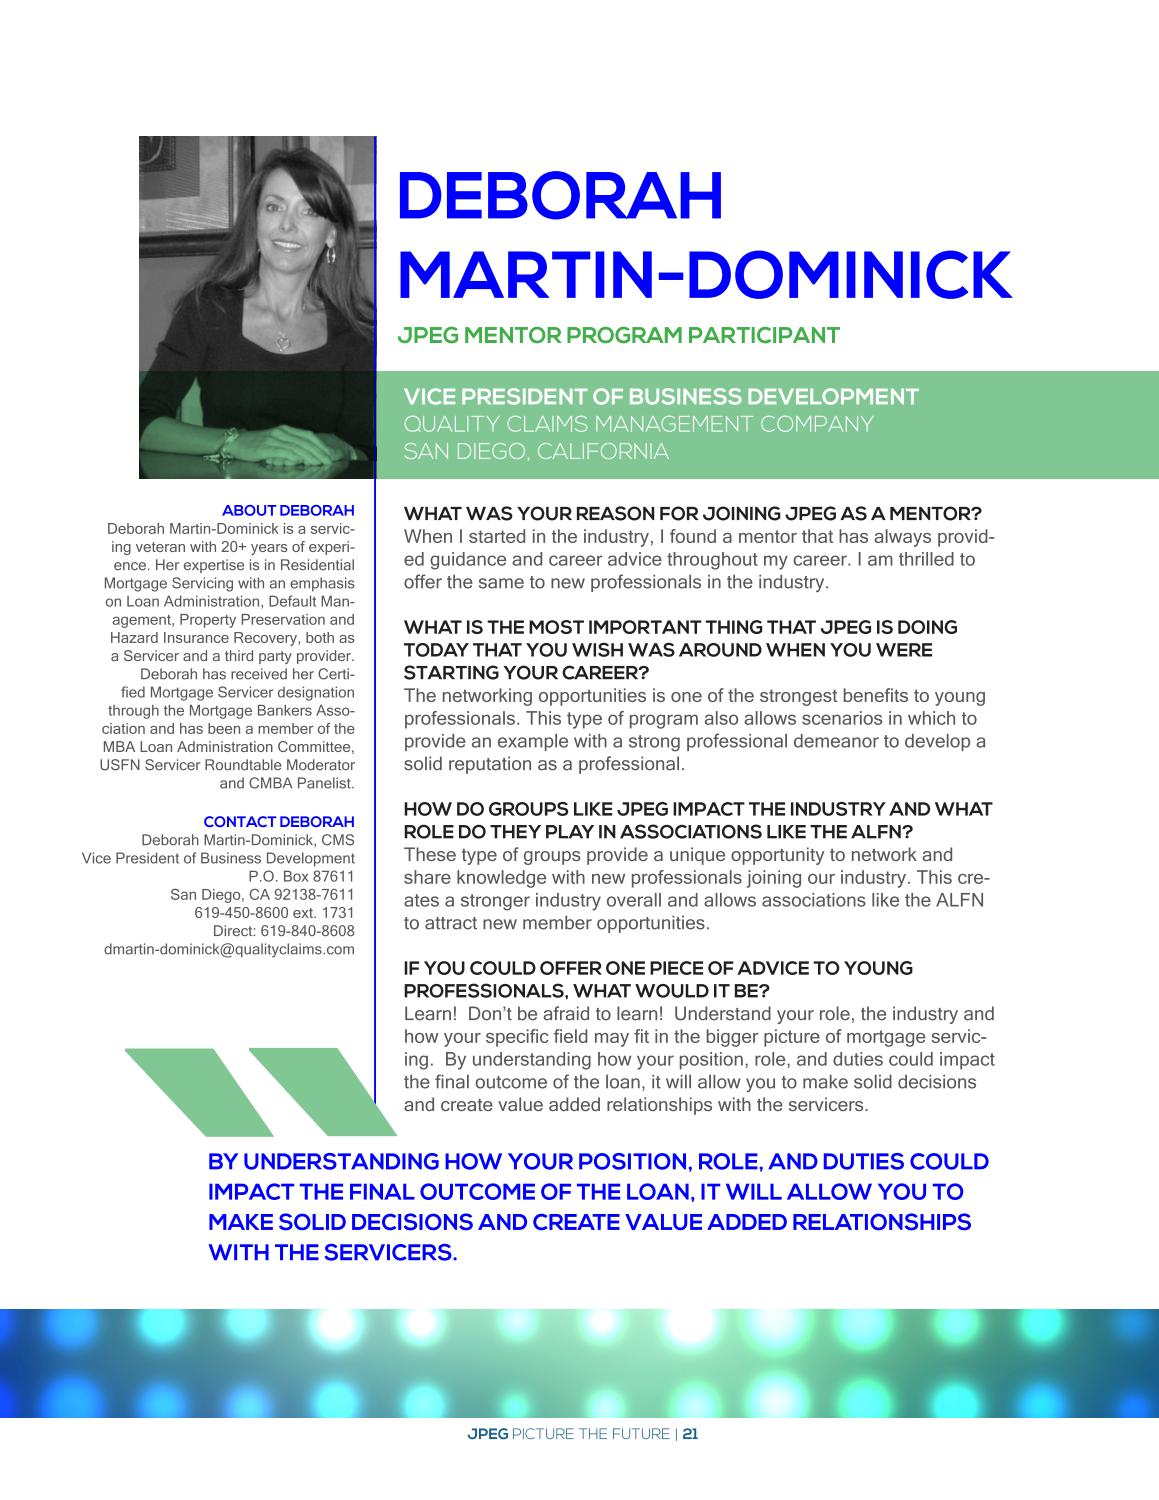 DEBORAH
MARTIN-DOMINICK
JPEG MENTOR PROGRAM PARTICIPANT
VICE PRESIDENT OF BUSINESS DEVELOPMENT
QUALITY CLAIMS MANAGEMENT COMPANY
SAN DIEGO, CALIFORNIA
ABOUT DEBORAH
Deborah Martin-Dominick is a servic-
ing veteran with 20+ years of experi-
ence. Her expertise is in Residential
Mortgage Servicing with an emphasis
on Loan Administration, Default Man-
agement, Property Preservation and
Hazard Insurance Recovery, both as
a Servicer and a third party provider.
Deborah has received her Certi-
fied Mortgage Servicer designation
through the Mortgage Bankers Asso-
ciation and has been a member of the
MBA Loan Administration Committee,
USFN Servicer Roundtable Moderator
and CMBA Panelist.
CONTACT DEBORAH
Deborah Martin-Dominick, CMS
Vice President of Business Development
P.O. Box 87611
San Diego, CA 92138-7611
619-450-8600 ext. 1731
Direct: 619-840-8608
dmartin-dominick@qualityclaims.com
WHAT WAS YOUR REASON FOR JOINING JPEG AS A MENTOR?
When I started in the industry, I found a mentor that has always provid-
ed guidance and career advice throughout my career. I am thrilled to
offer the same to new professionals in the industry.
WHAT IS THE MOST IMPORTANT THING THAT JPEG IS DOING
TODAY THAT YOU WISH WAS AROUND WHEN YOU WERE
STARTING YOUR CAREER?
The networking opportunities is one of the strongest benefits to young
professionals. This type of program also allows scenarios in which to
provide an example with a strong professional demeanor to develop a
solid reputation as a professional.
HOW DO GROUPS LIKE JPEG IMPACT THE INDUSTRY AND WHAT
ROLE DO THEY PLAY IN ASSOCIATIONS LIKE THE ALFN?
These type of groups provide a unique opportunity to network and
share knowledge with new professionals joining our industry. This cre-
ates a stronger industry overall and allows associations like the ALFN
to attract new member opportunities.
IF YOU COULD OFFER ONE PIECE OF ADVICE TO YOUNG
PROFESSIONALS, WHAT WOULD IT BE?
Learn!  Don't be afraid to learn!  Understand your role, the industry and
how your specific field may fit in the bigger picture of mortgage servic-
ing.  By understanding how your position, role, and duties could impact
the final outcome of the loan, it will allow you to make solid decisions
and create value added relationships with the servicers.
BY UNDERSTANDING HOW YOUR POSITION, ROLE, AND DUTIES COULD
IMPACT THE FINAL OUTCOME OF THE LOAN, IT WILL ALLOW YOU TO
MAKE SOLID DECISIONS AND CREATE VALUE ADDED RELATIONSHIPS
WITH THE SERVICERS.
JPEG PICTURE THE FUTURE | 21